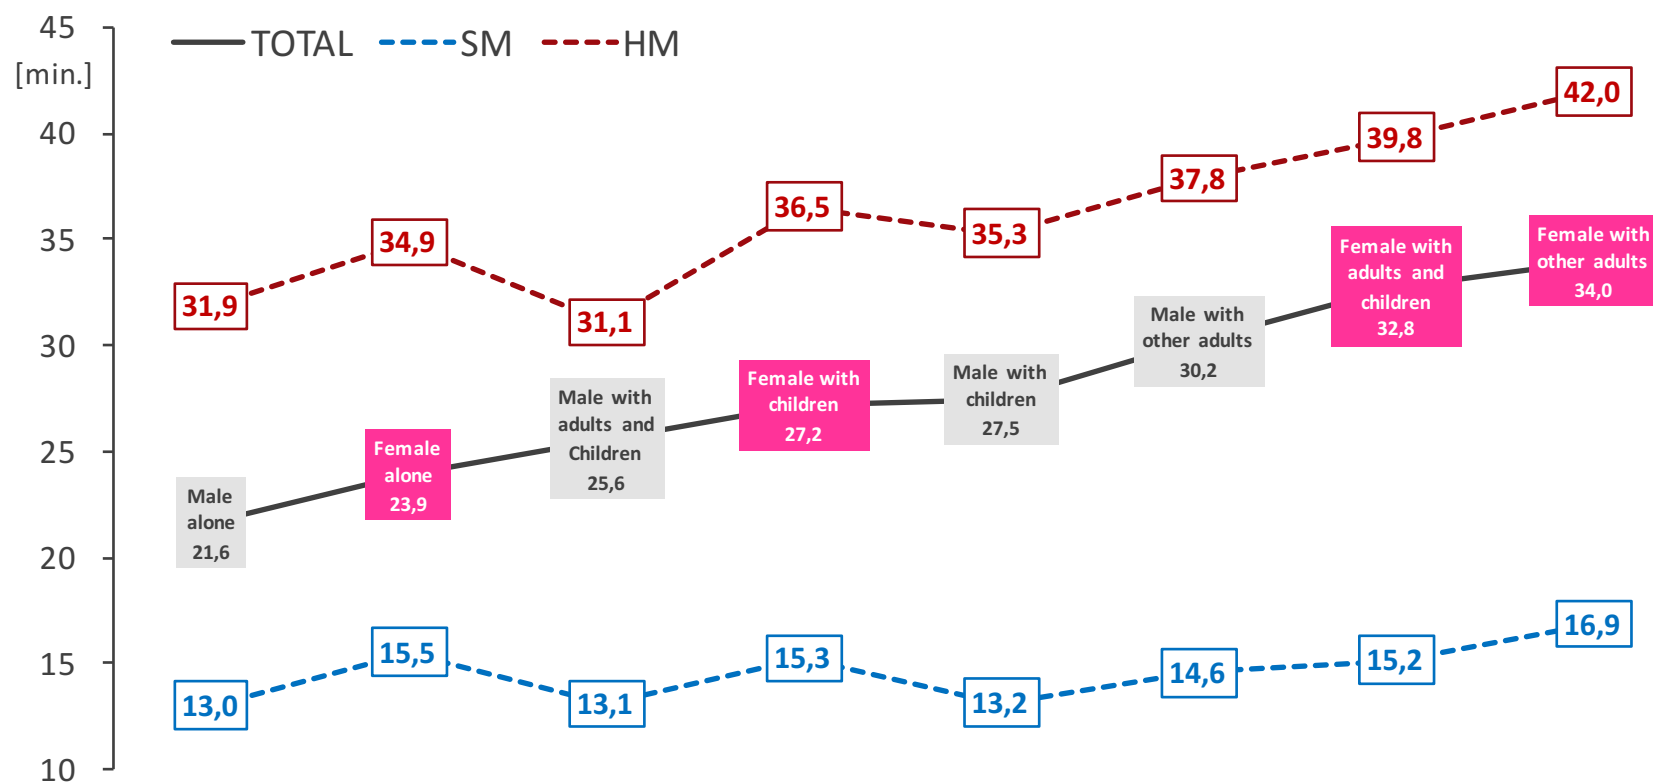 45
[min.]
40
35
30
25
20
15
10
TOTAL SM HM
31,9
34,9
31,1
36,5
35,3
37,8
39,8
42,0
Male
alone
21,6
Female
alone
23,9
Male with
adults and
Children
25,6
Female with
children
27,2
Male with
children
27,5
Male with
other adults
30,2
Female with
adults and
children
32,8
Female with
other adults
34,0
13,0
15,5
13,1
15,3
13,2
14,6
15,2
16,9